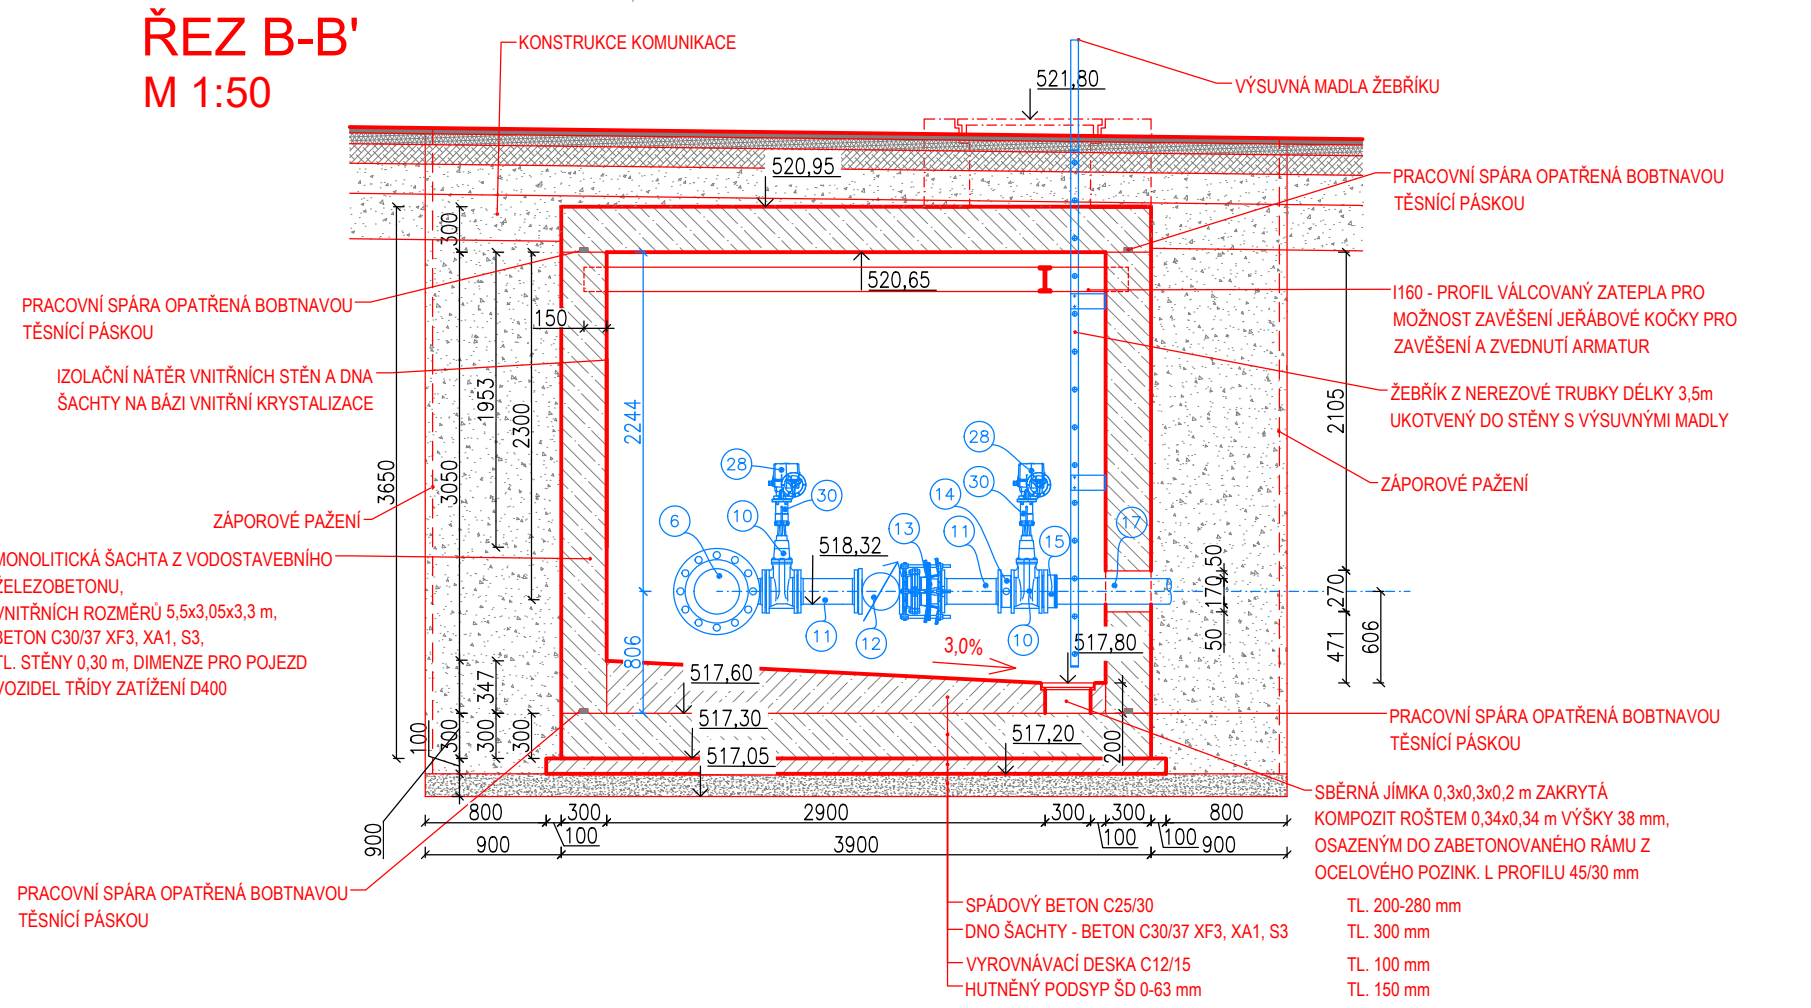 ŘEZ B-B'
M 1:50
KONSTRUKCE KOMUNIKACE
521,80
VÝSUVNÁ MADLA ŽEBŘÍKU
520,95
PRACOVNÍ SPÁRA OPATŘENÁ BOBTNAVOU
TĚSNÍCÍ PÁSKOU
300
520,65
PRACOVNÍ SPÁRA OPATŘENÁ BOBTNAVOU
TĚSNÍCÍ PÁSKOU
150
I160 - PROFIL VÁLCOVANÝ ZATEPLA PRO
MOŽNOST ZAVĚŠENÍ JEŘÁBOVÉ KOČKY PRO
ZAVĚŠENÍ A ZVEDNUTÍ ARMATUR
IZOLAČNÍ NÁTĚR VNITŘNÍCH STĚN A DNA
ŠACHTY NA BÁZI VNITŘNÍ KRYSTALIZACE
ŽEBŘÍK Z NEREZOVÉ TRUBKY DÉLKY 3,5m
UKOTVENÝ DO STĚNY S VÝSUVNÝMI MADLY
3650
3050
1953
2300
2244
2105
28
28
30
30
ZÁPOROVÉ PAŽENÍ
ZÁPOROVÉ PAŽENÍ
6
10
14
13
11
15
17
518,32
MONOLITICKÁ ŠACHTA Z VODOSTAVEBNÍHO
ŽELEZOBETONU,
VNITŘNÍCH ROZMĚRŮ 5,5x3,05x3,3 m,
BETON C30/37 XF3, XA1, S3,
TL. STĚNY 0,30 m, DIMENZE PRO POJEZD
VOZIDEL TŘÍDY ZATÍŽENÍ D400
50
170
50
270
471
606
11
12
10
806
3,0%
517,80
517,60
347
517,30
517,20
517,05
100
300
300
300
200
PRACOVNÍ SPÁRA OPATŘENÁ BOBTNAVOU
TĚSNÍCÍ PÁSKOU
SBĚRNÁ JÍMKA 0,3x0,3x0,2 m ZAKRYTÁ
KOMPOZIT ROŠTEM 0,34x0,34 m VÝŠKY 38 mm,
OSAZENÝM DO ZABETONOVANÉHO RÁMU Z
OCELOVÉHO POZINK. L PROFILU 45/30 mm
800
300
2900
300
300
800
100
100
100
900
900
3900
900
PRACOVNÍ SPÁRA OPATŘENÁ BOBTNAVOU
TĚSNÍCÍ PÁSKOU
SPÁDOVÝ BETON C25/30 TL. 200-280 mm
DNO ŠACHTY - BETON C30/37 XF3, XA1, S3 TL. 300 mm
VYROVNÁVACÍ DESKA C12/15 TL. 100 mm
HUTNĚNÝ PODSYP ŠD 0-63 mm TL. 150 mm